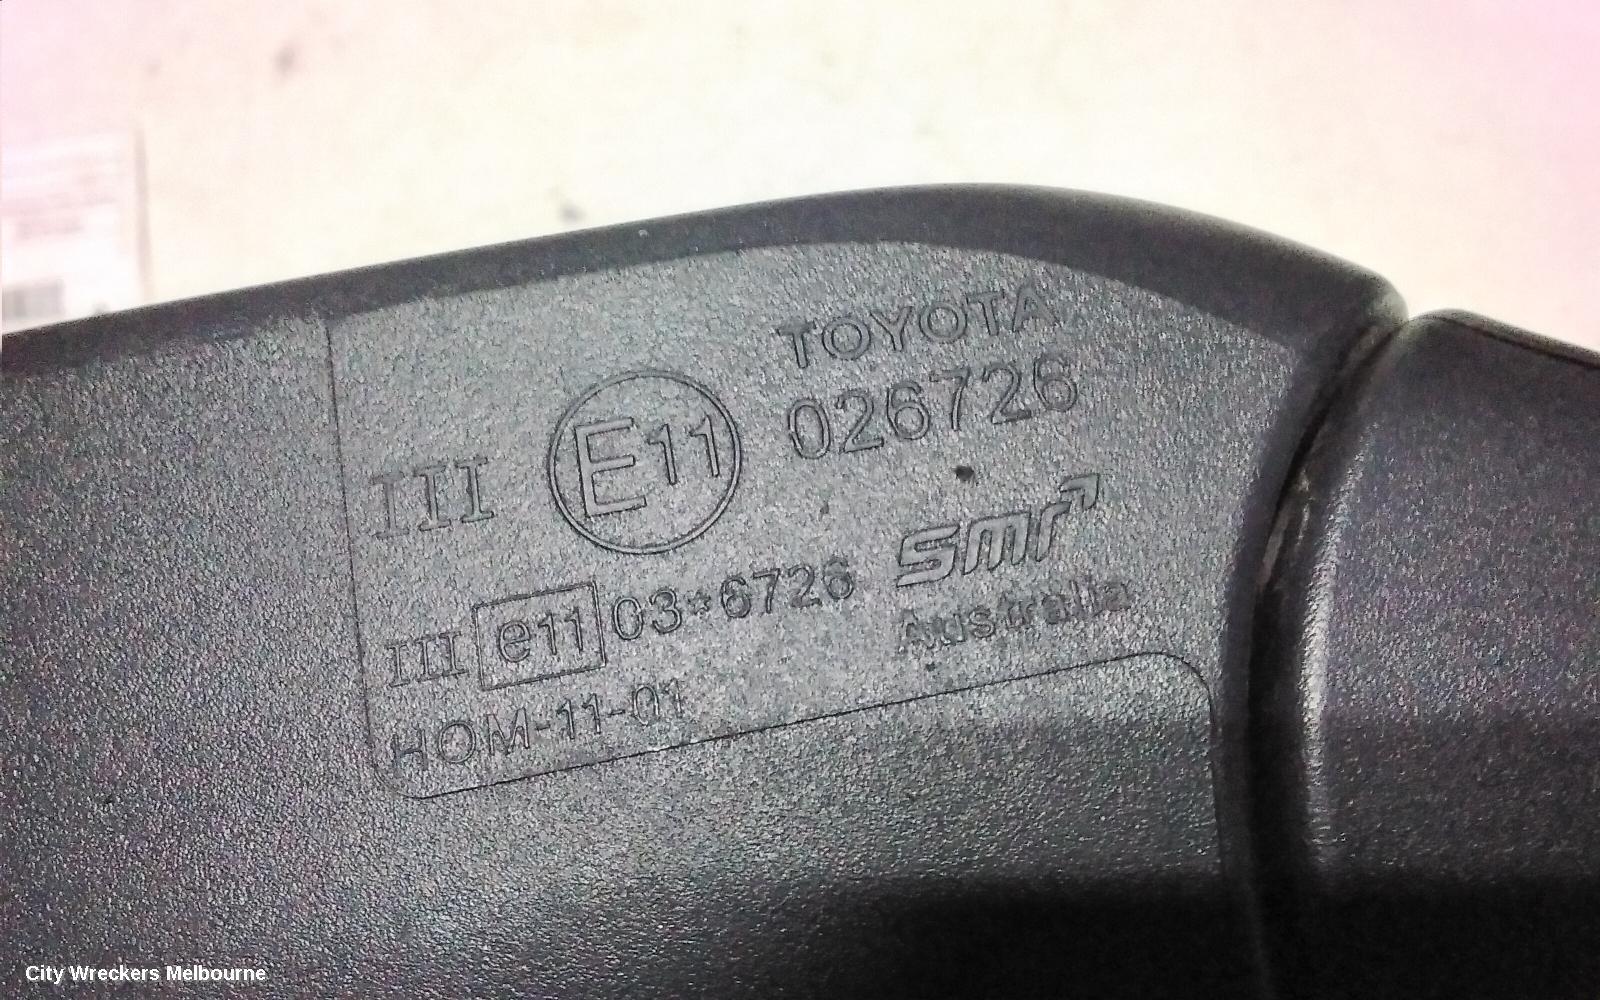 TOYOTA
III E11 026726
smr
Australia
III e11 03*6726
HOM-11-01
City Wreckers Melbourne